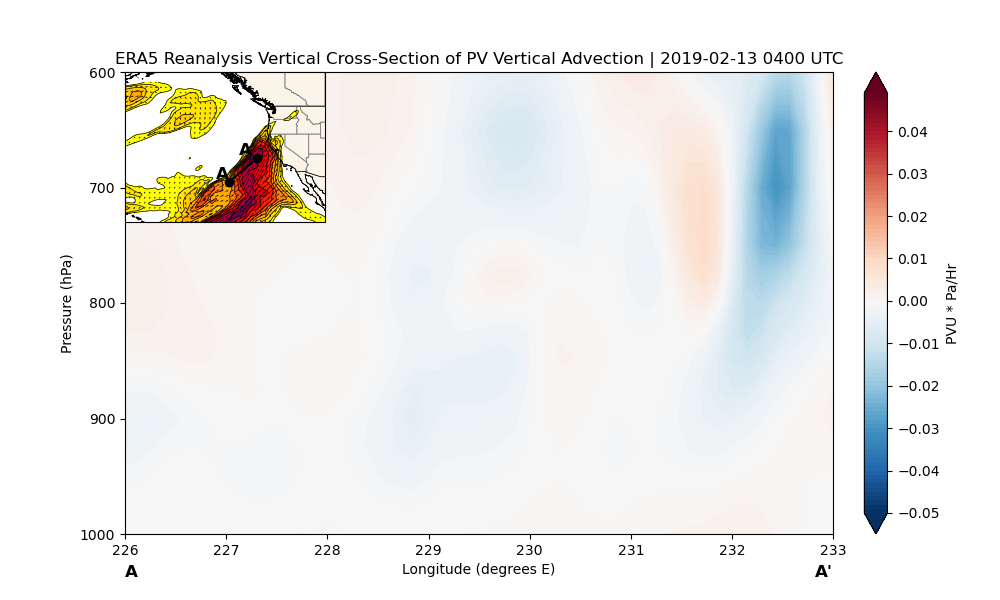 ERA5 Reanalysis Vertical Cross-Section of PV Vertical Advection | 2019-02-13 0400 UTC
600
700
800
900
1000
Pressure (hPa)
A
A
226
227
228
229
230
231
232
233
Longitude (degrees E)
A
A'
0.04
0.03
0.02
0.01
0.00
−0.01
−0.02
−0.03
−0.04
−0.05
PVU * Pa/Hr